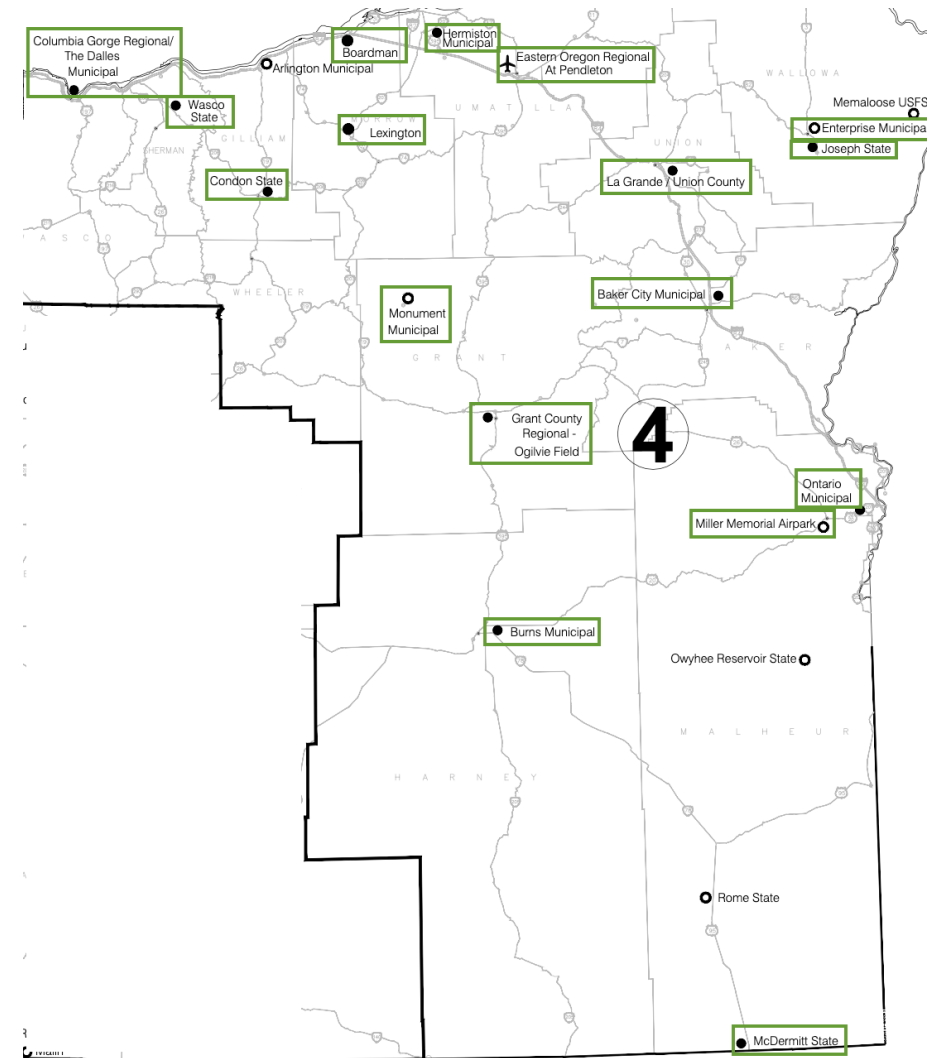 Columbia Gorge Regional/
The Dalles
Municipal
Wasco
State
Boardman
Arlington Municipal
Hermiston
Municipal
Eastern Oregon Regional
At Pendleton
WALLOWA
Memaloose USFS
Enterprise Municipa
Joseph State
UMATILLA
MORROW
Lexington
GILLIAM
SHERMAN
UNION
Condon State
La Grande / Union County
ASCO
WHEELER
Baker City Municipal
Monument
Municipal
GRANT
BAKER
Grant County
Regional -
Ogilvie Field
4
Ontario
Municipal
Miller Memorial Airpark
Burns Municipal
Owyhee Reservoir State
MALHEUR
HARNEY
Rome State
McDermitt State